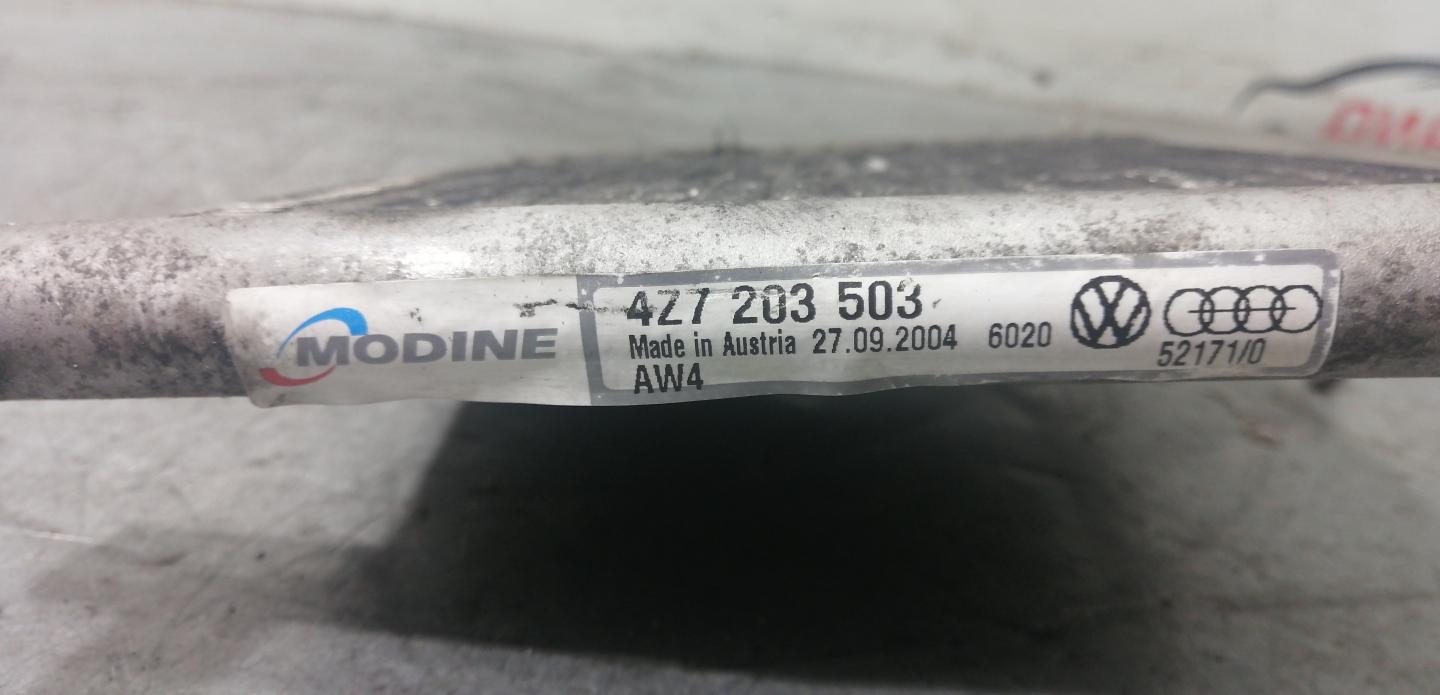 MODINE
4Z7 203 503
Made in Austria 27.09.2004 6020
AW4
52171/0